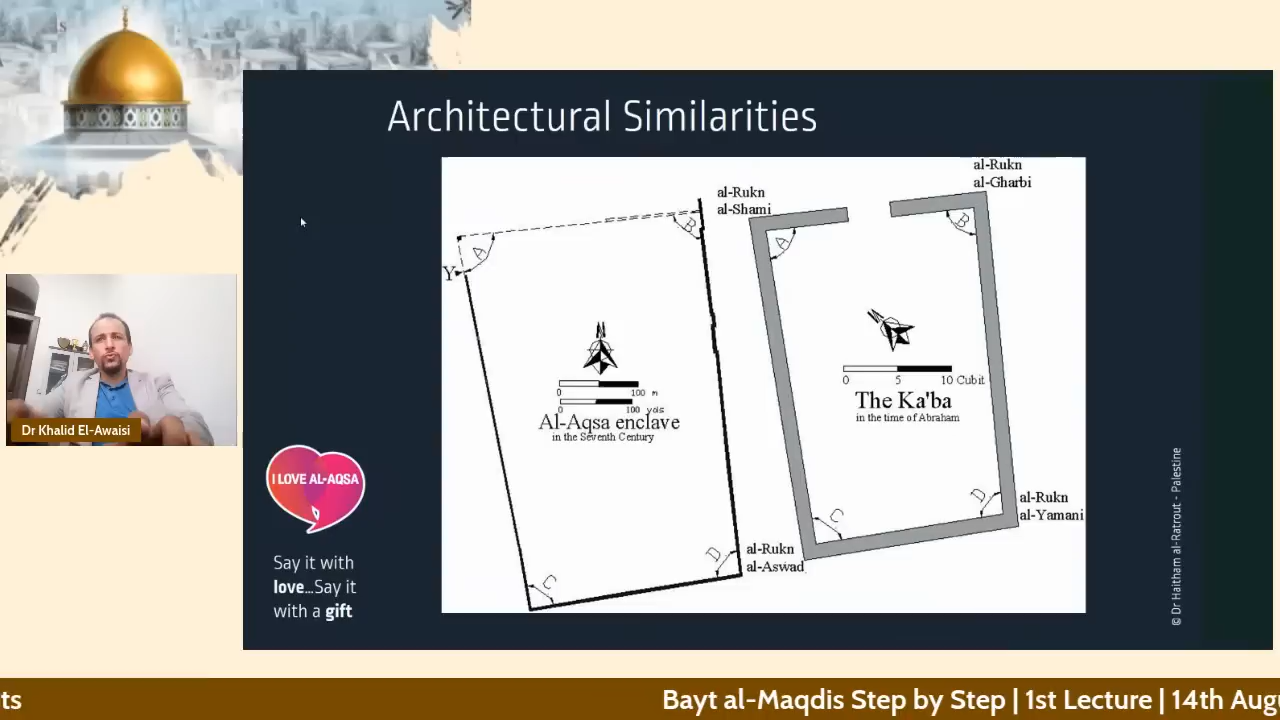 Architectural Similarities
al-Rukn
al-Gharbi
al-Rukn
al-Shami
A
B
A
B
Y
N
N
0 100 m
0 100
0 5 10 Cubit
Al-Aqsa enclave
in the Seventh Century
The Ka'ba
in the time of Abraham
Dr Khalid El-Awaisi
I LOVE AL-AQSA
al-Rukn
al-Yamani
D
C
al-Rukn
al-Aswad
D
C
Say it with
love...Say it
with a gift
© Dr Haitham al-Ratrout - Palestine
ts
Bayt al-Maqdis Step by Step | 1st Lecture | 14th Augu